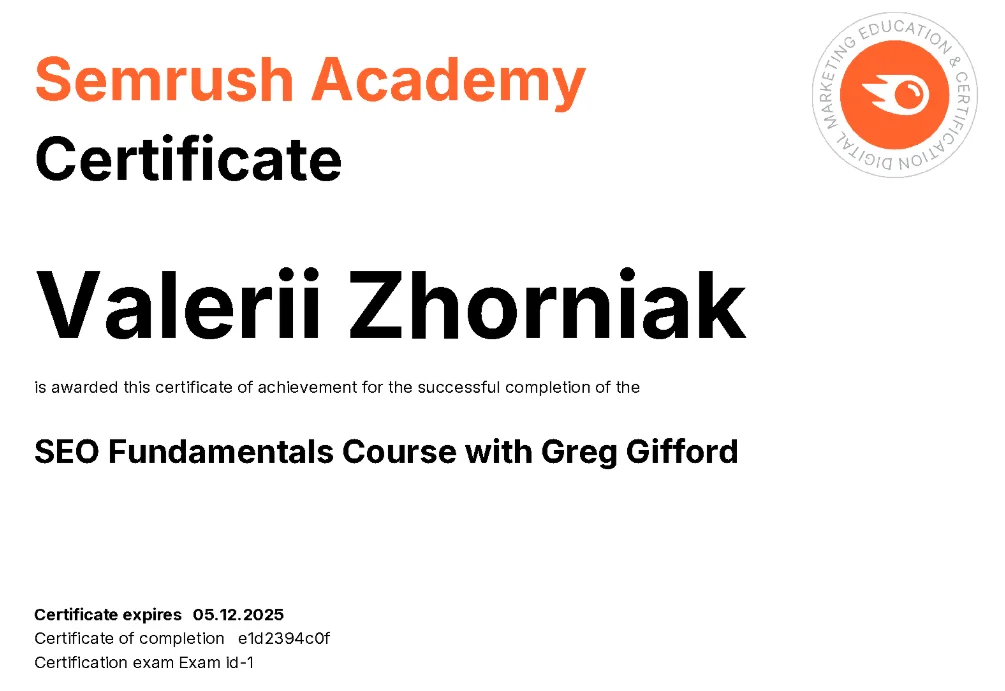 Semrush Academy
Certificate
DIGITAL MARKETING EDUCATION & CERTIFICATION
Valerii Zhorniak
is awarded this certificate of achievement for the successful completion of the
SEO Fundamentals Course with Greg Gifford
Certificate expires 05.12.2025
Certificate of completion e1d2394c0f
Certification exam Exam id-1